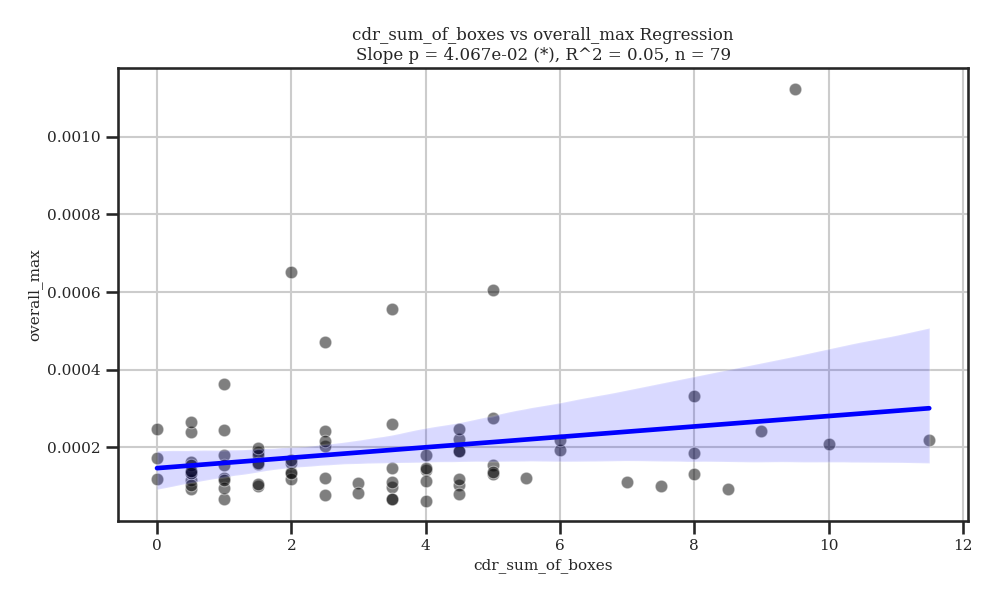 cdr_sum_of_boxes vs overall_max Regression
Slope p = 4.067e-02 (*), R^2 = 0.05, n = 79
overall_max
0.0010
0.0008
0.0006
0.0004
0.0002
0 2 4 6 8 10 12
cdr_sum_of_boxes